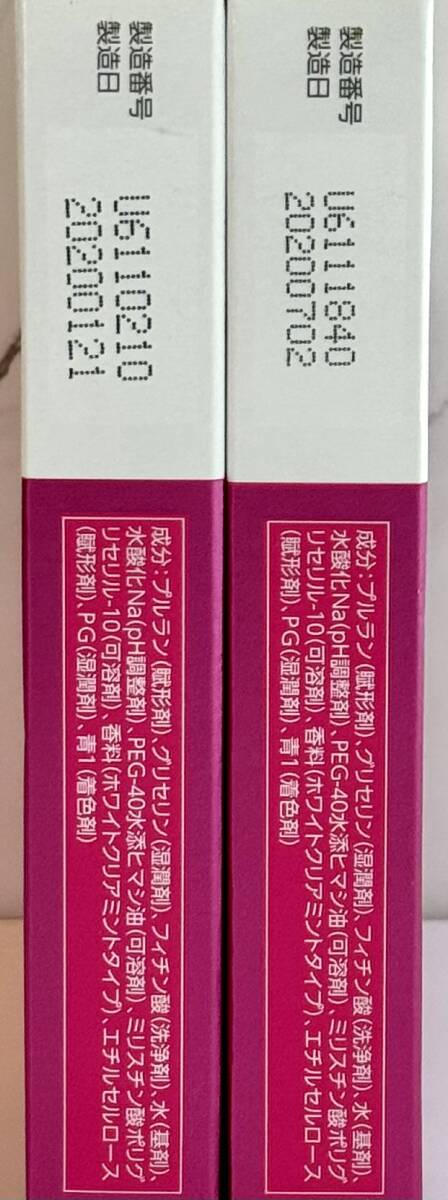 製造番号
製造日
U6111840
20200702
成分：プルラン(賦形剤)、グリセリン(湿潤剤)、フィチン酸(洗浄剤)、水(基剤)、
水酸化Na(pH調整剤)、PEG-40水添ヒマシ油(可溶剤)、ミリスチン酸ポリグ
リセリル-10(可溶剤)、香料(ホワイトクリアミントタイプ)、エチルセルロース
(賦形剤)、PG(湿潤剤)、青1(着色剤)
製造番号
製造日
U6110210
20200121
成分：プルラン(賦形剤)、グリセリン(湿潤剤)、フィチン酸(洗浄剤)、水(基剤)、
水酸化Na(pH調整剤)、PEG-40水添ヒマシ油(可溶剤)、ミリスチン酸ポリグ
リセリル-10(可溶剤)、香料(ホワイトクリアミントタイプ)、エチルセルロース
(賦形剤)、PG(湿潤剤)、青1(着色剤)